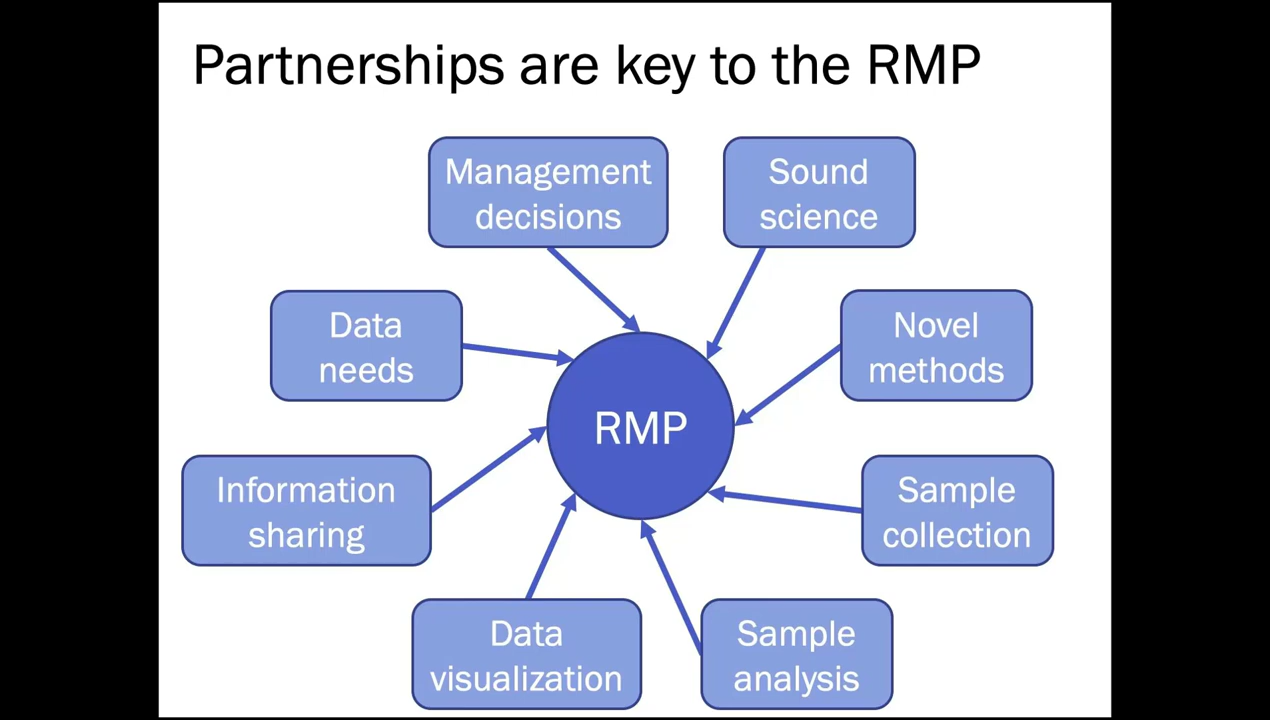 Partnerships are key to the RMP
Management
decisions
Sound
science
Data
needs
Novel
methods
RMP
Information
sharing
Sample
collection
Data
visualization
Sample
analysis